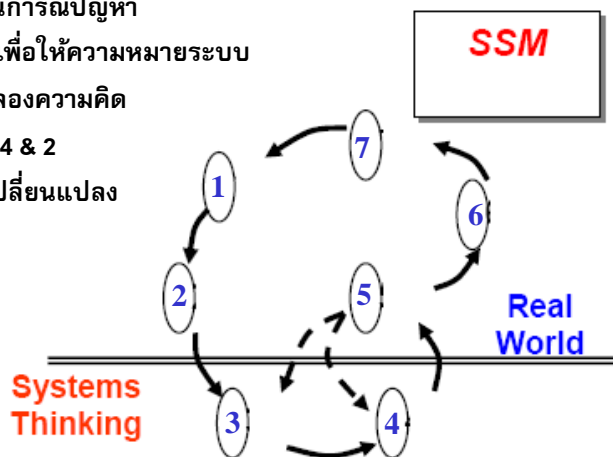 นการณ์ปัญหา
เพื่อให้ความหมายระบบ
ลองความคิด
4 & 2
ปลี่ยนแปลง
SSM
7
1
6
2
5
Real
World
Systems
Thinking
3
4